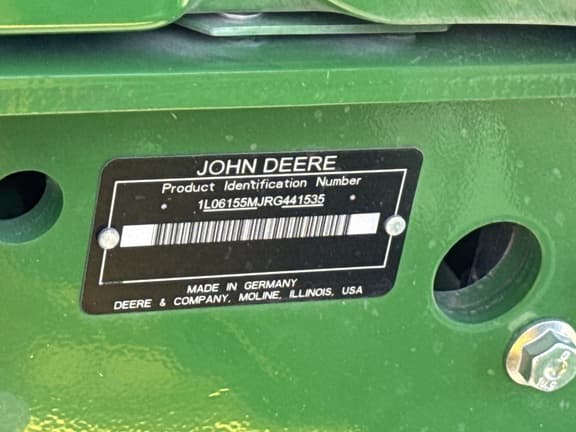 JOHN DEERE
Product Identification Number
1L06155MJRG441535
MADE IN GERMANY
DEERE & COMPANY, MOLINE, ILLINOIS, USA